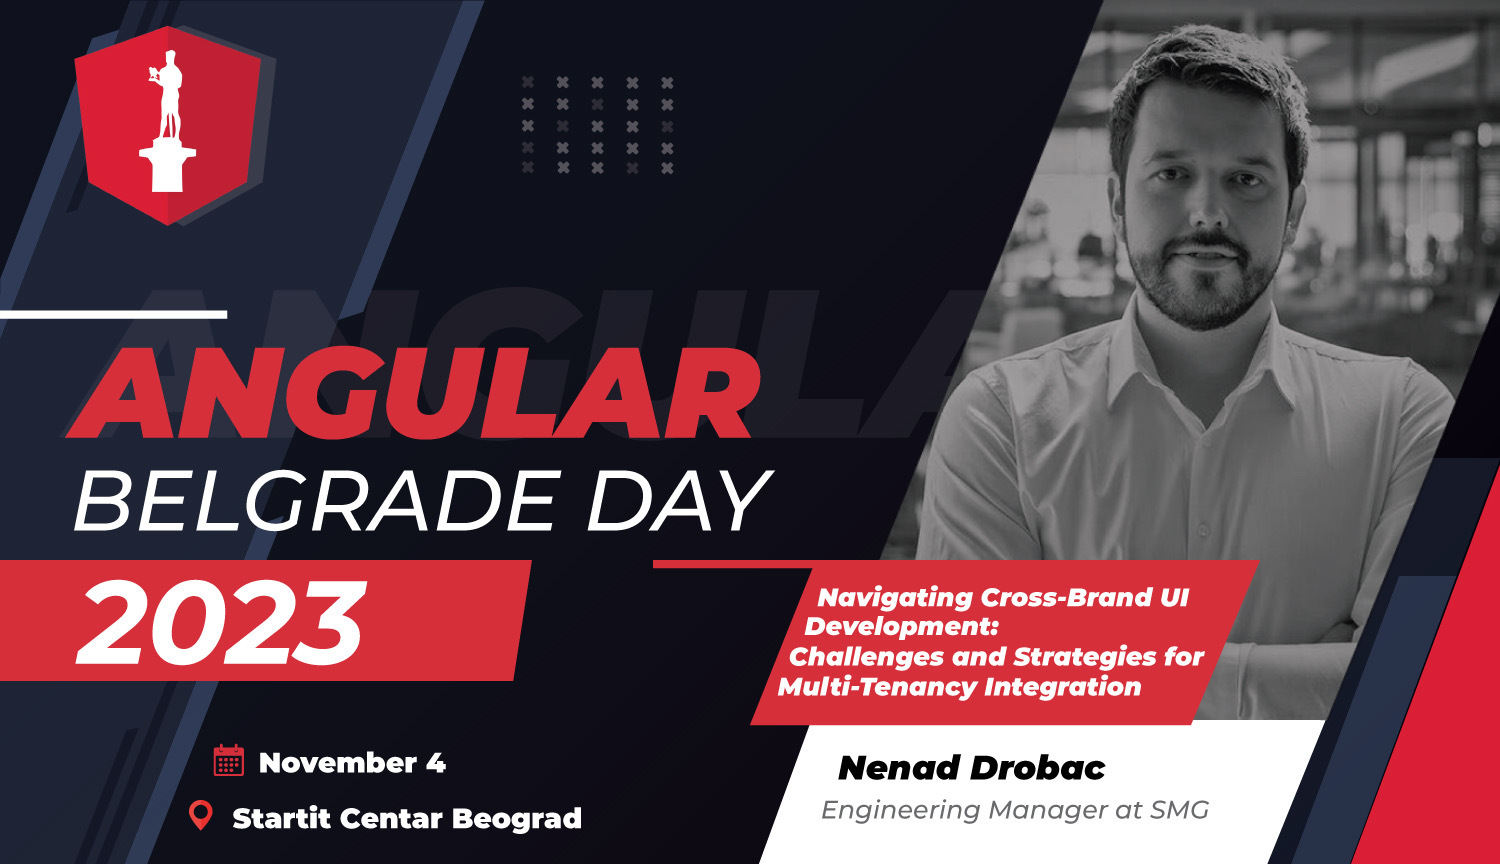 ANGULAR
ANGULAR
BELGRADE DAY
2023
Navigating Cross-Brand UI
Development:
Challenges and Strategies for
Multi-Tenancy Integration
November 4
Startit Centar Beograd
Nenad Drobac
Engineering Manager at SMG